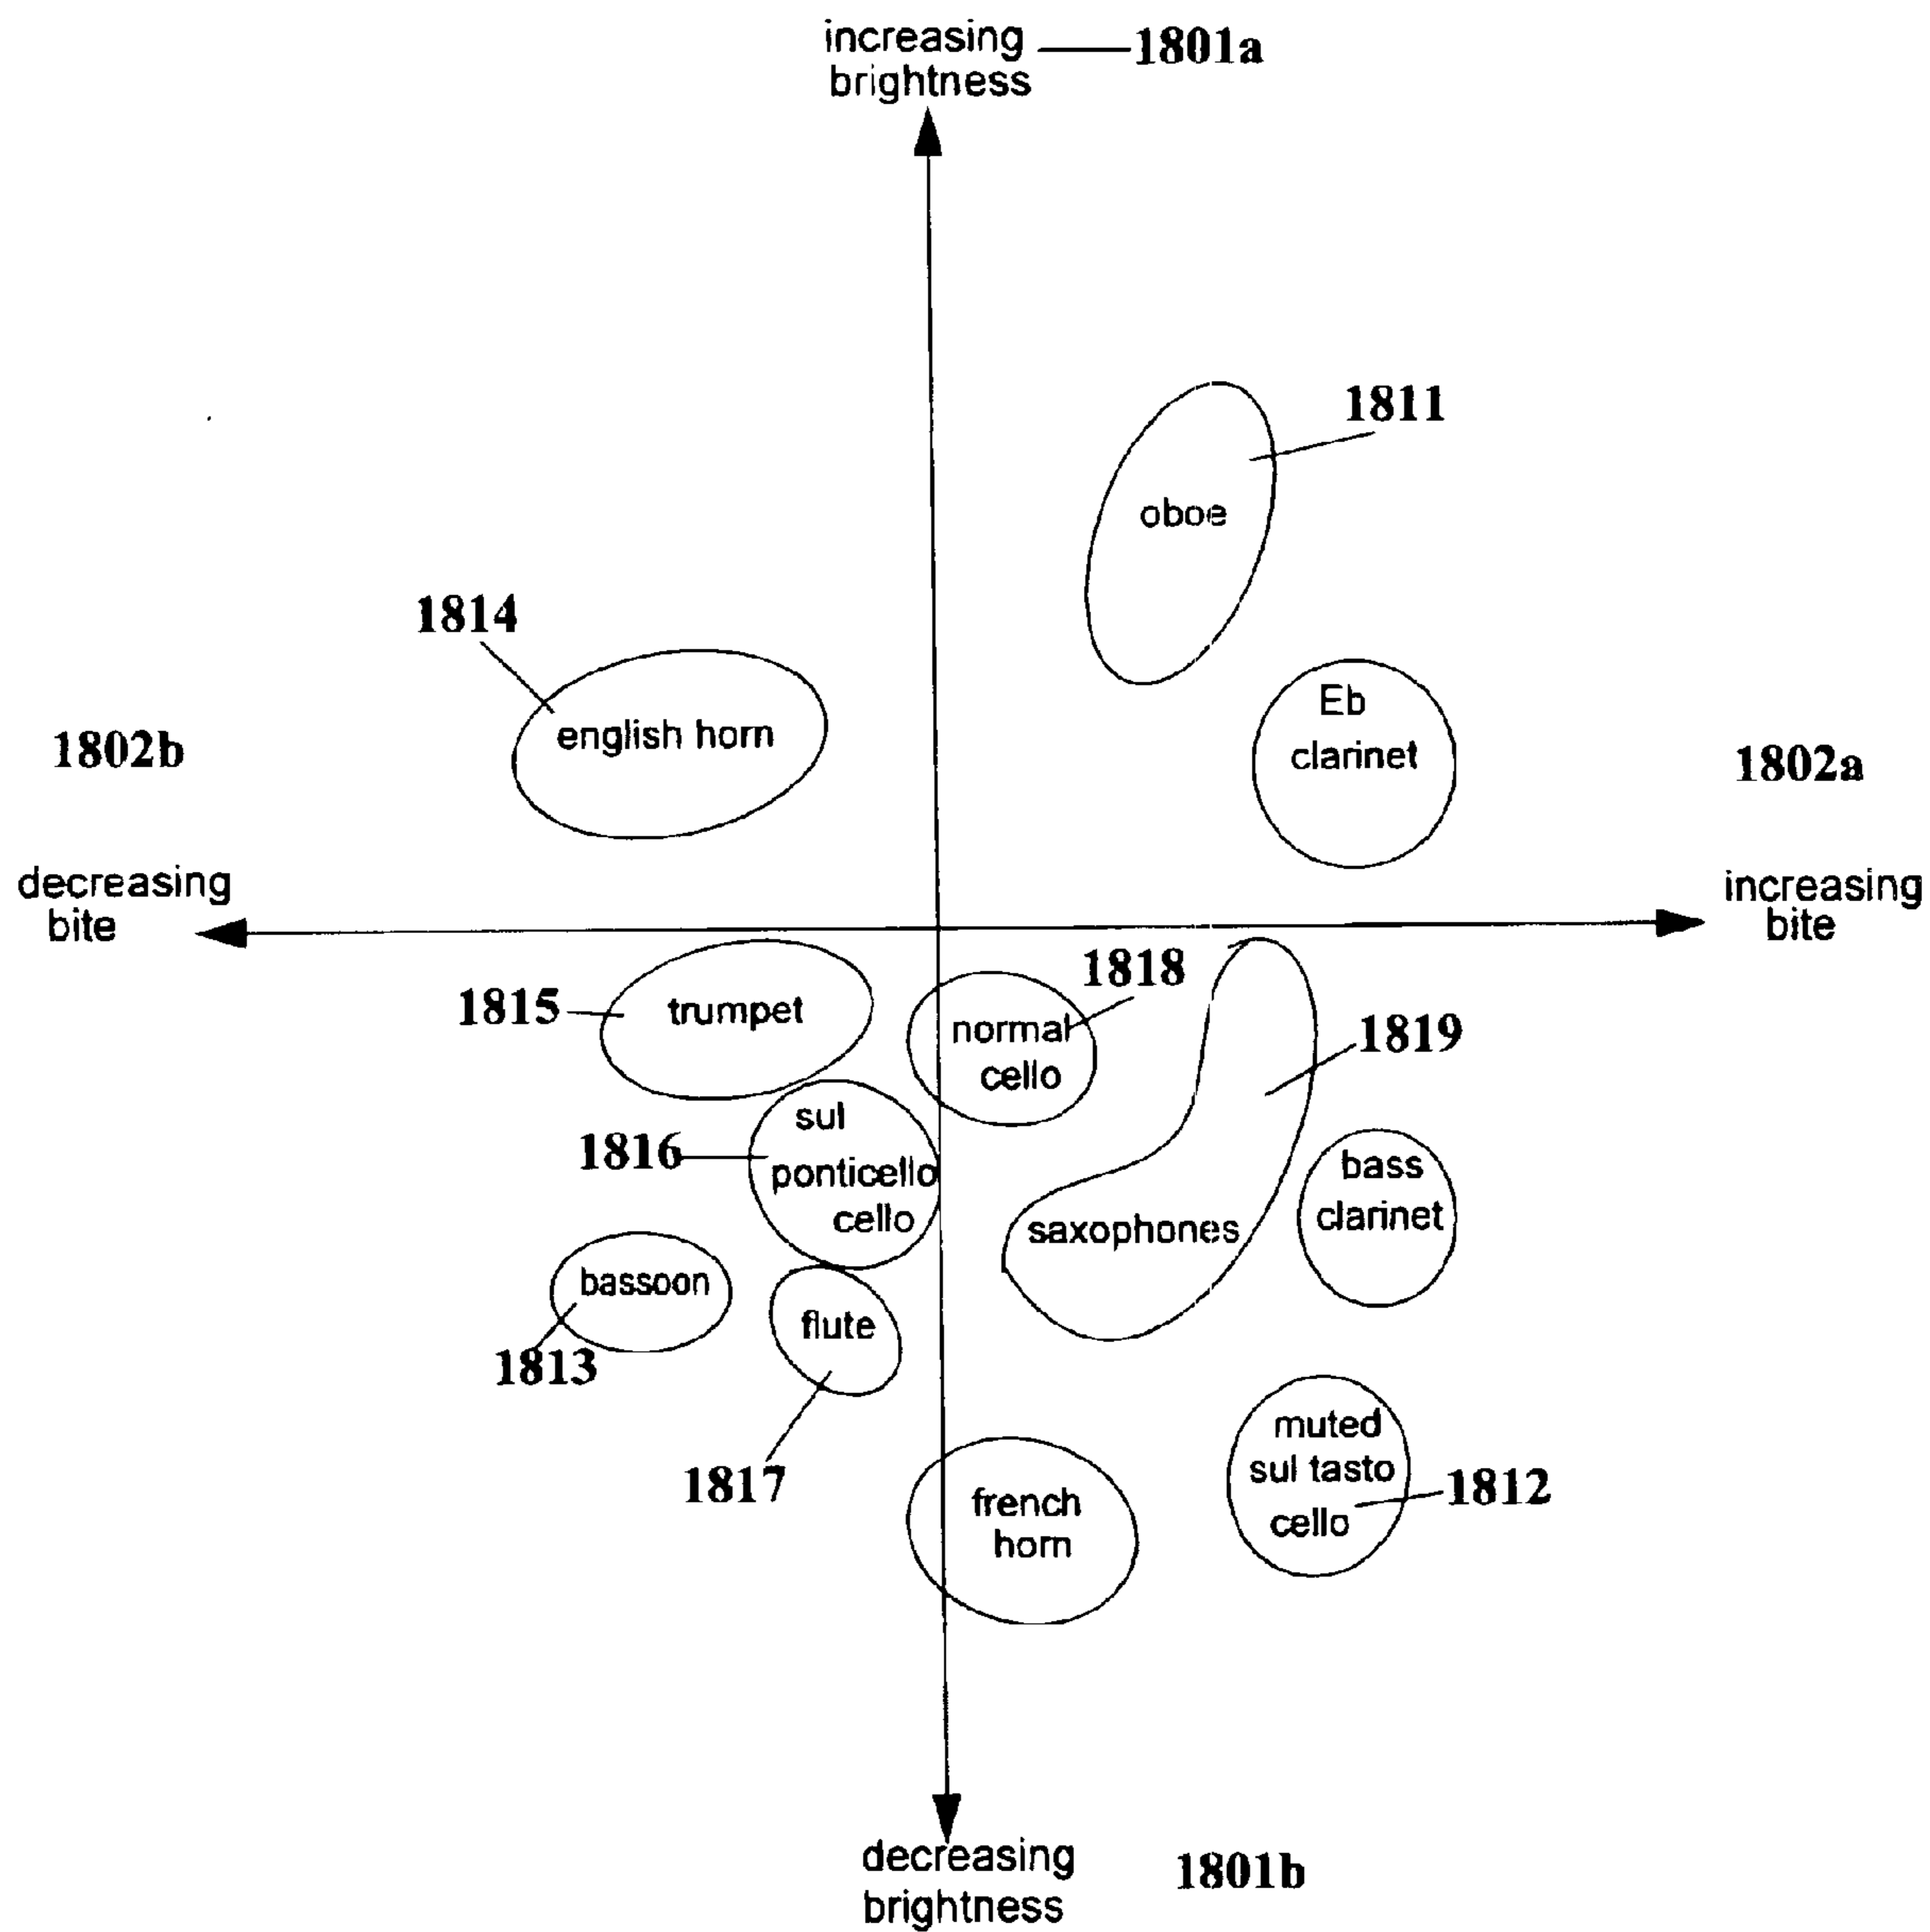 increasing
brightness
1801a
1811
oboe
1814
english horn
Eb
clarinet
1802b
1802a
decreasing
bite
increasing
bite
1818
1815
trumpet
normal
cello
1819
sul
ponticello
cello
1816
bass
clarinet
saxophones
bassoon
flute
1813
muted
sul tasto
cello
1812
1817
french
horn
decreasing
brightness
1801b